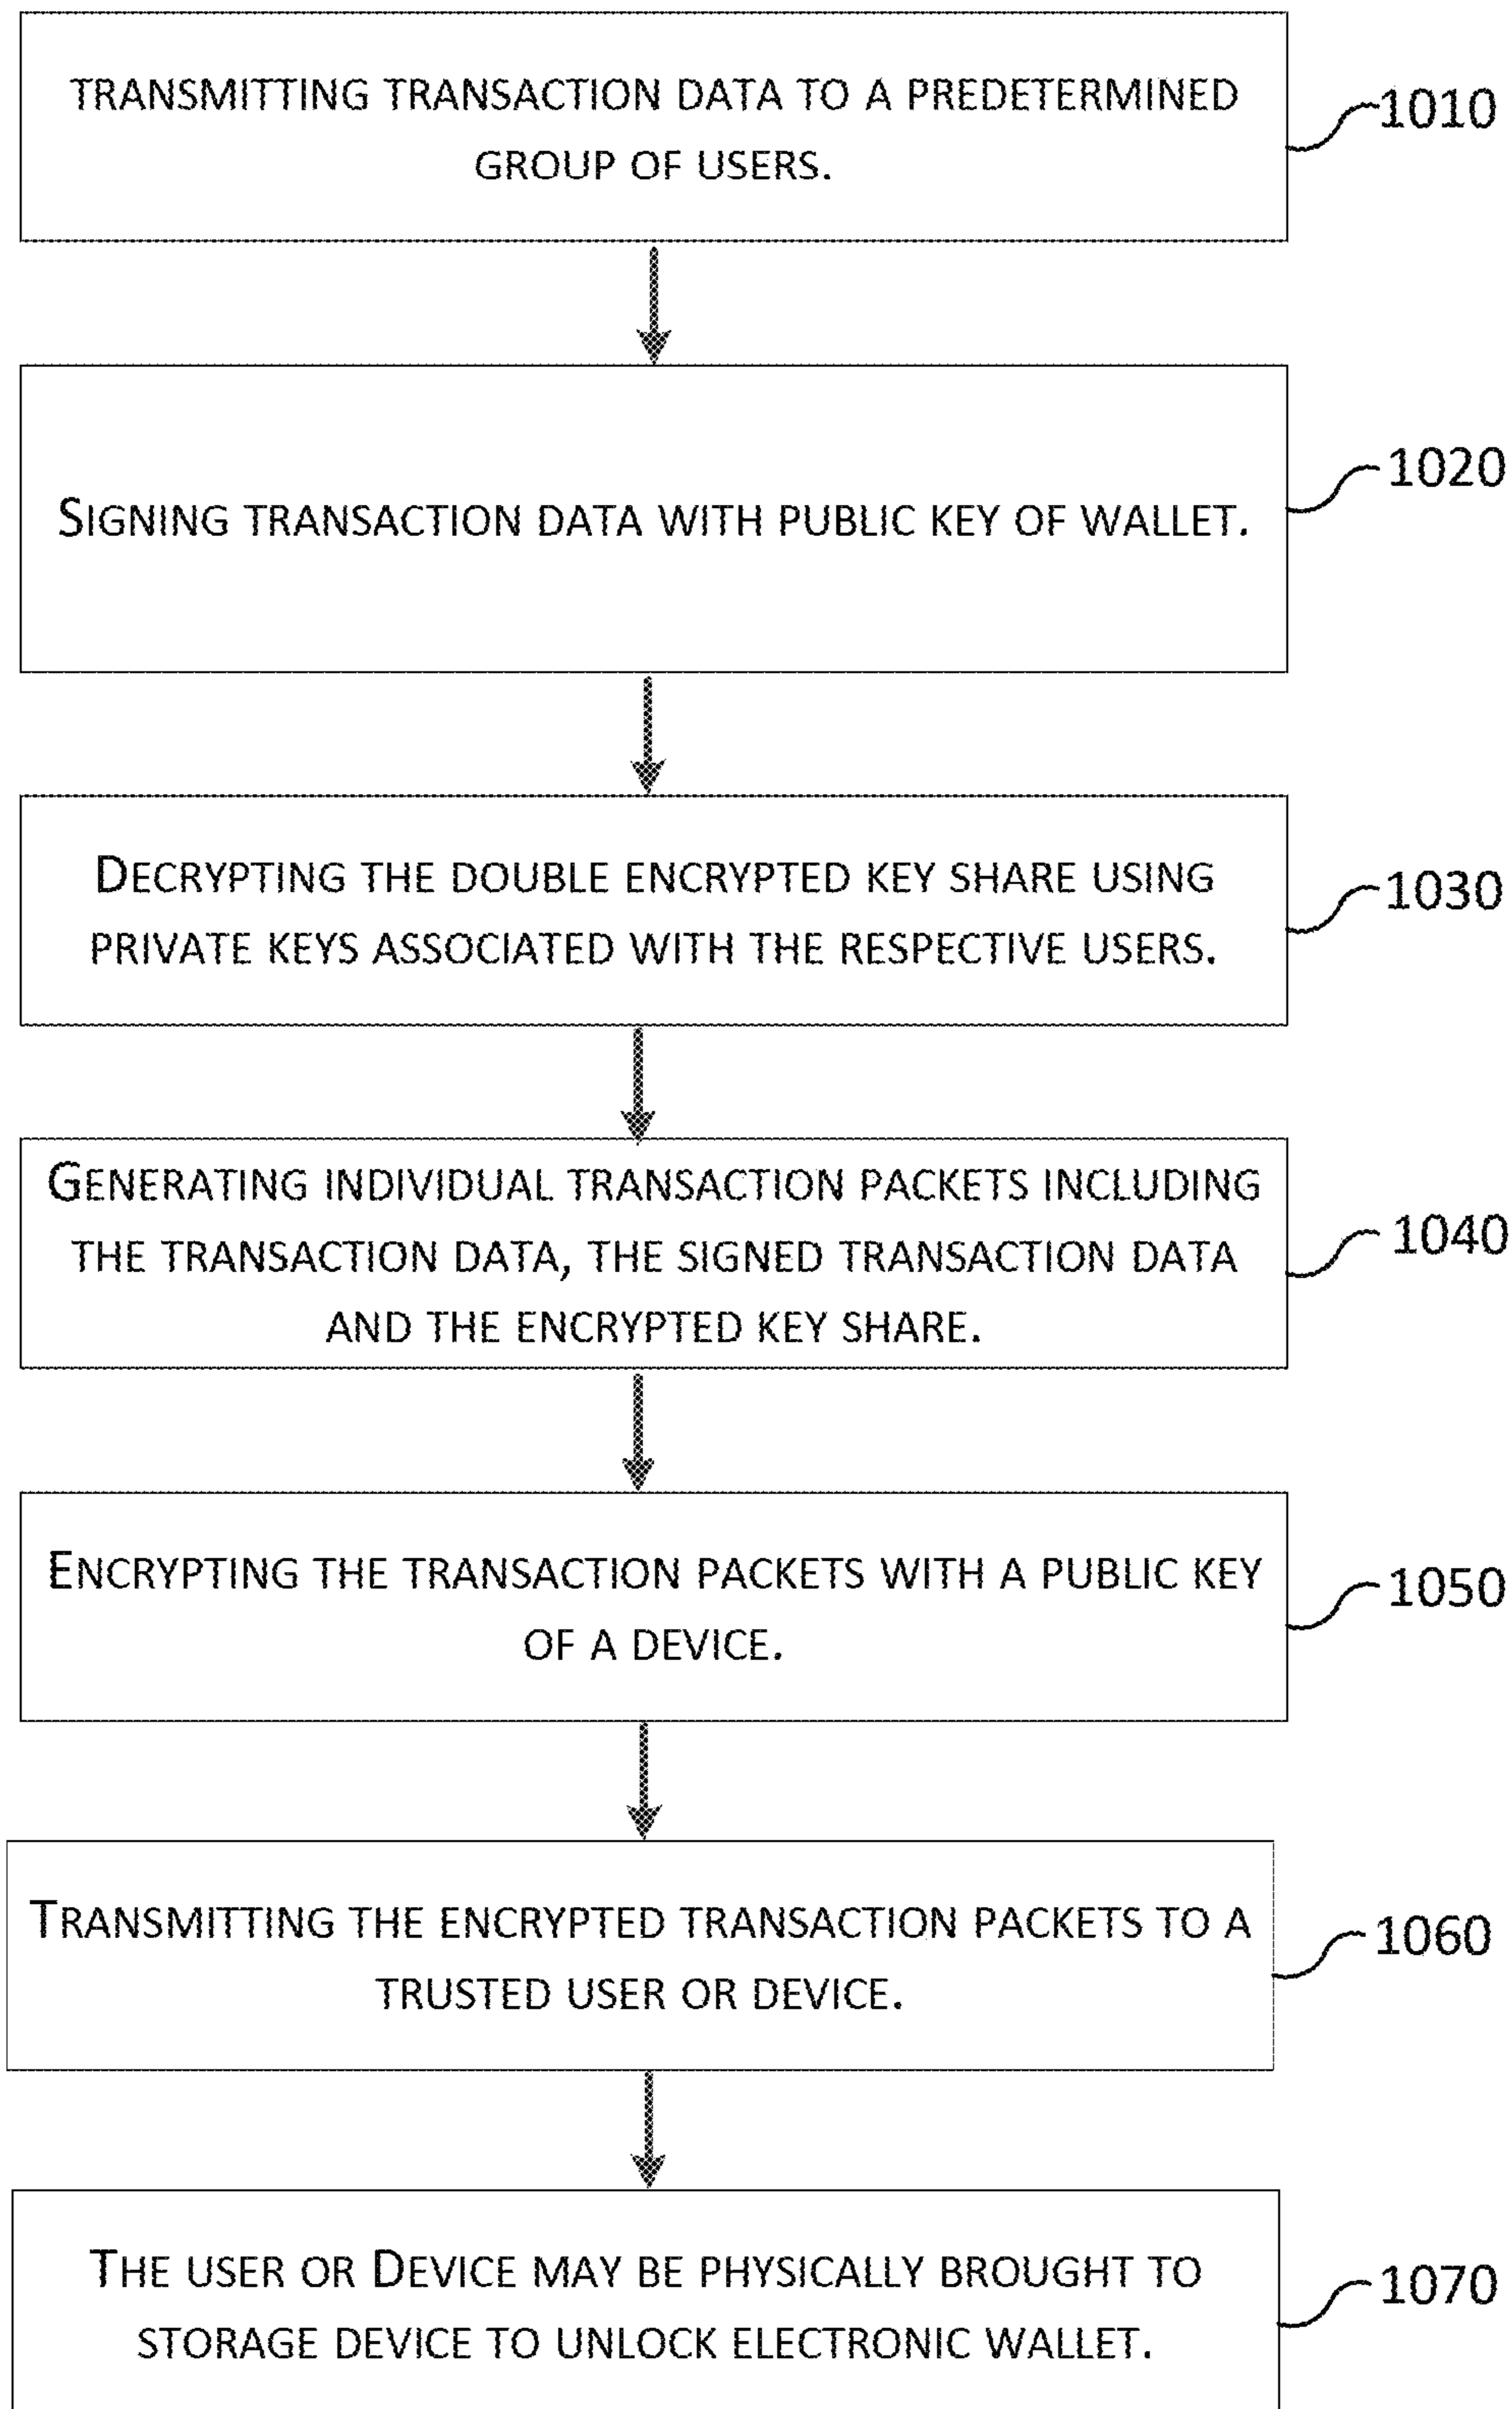 TRANSMITTING TRANSACTION DATA TO A PREDETERMINED
GROUP OF USERS.
1010
SIGNING TRANSACTION DATA WITH PUBLIC KEY OF WALLET.
1020
DECRYPTING THE DOUBLE ENCRYPTED KEY SHARE USING
PRIVATE KEYS ASSOCIATED WITH THE RESPECTIVE USERS.
1030
GENERATING INDIVIDUAL TRANSACTION PACKETS INCLUDING
THE TRANSACTION DATA, THE SIGNED TRANSACTION DATA
AND THE ENCRYPTED KEY SHARE.
1040
ENCRYPTING THE TRANSACTION PACKETS WITH A PUBLIC KEY
OF A DEVICE.
1050
TRANSMITTING THE ENCRYPTED TRANSACTION PACKETS TO A
TRUSTED USER OR DEVICE.
1060
THE USER OR DEVICE MAY BE PHYSICALLY BROUGHT TO
STORAGE DEVICE TO UNLOCK ELECTRONIC WALLET.
1070